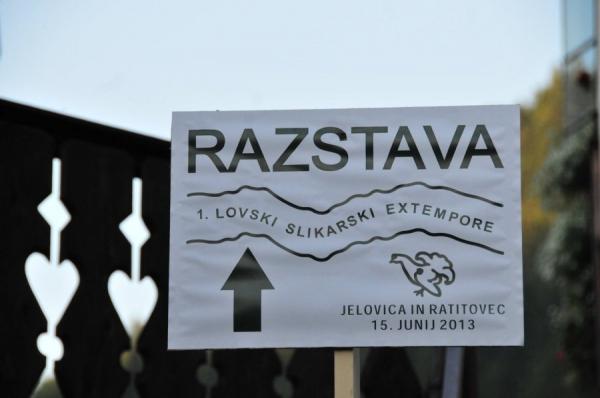 RAZSTAVA
1. LOVSKI SLIKARSKI EXTEMPORE
JELOVICA IN RATITOVEC
15. JUNIJ 2013